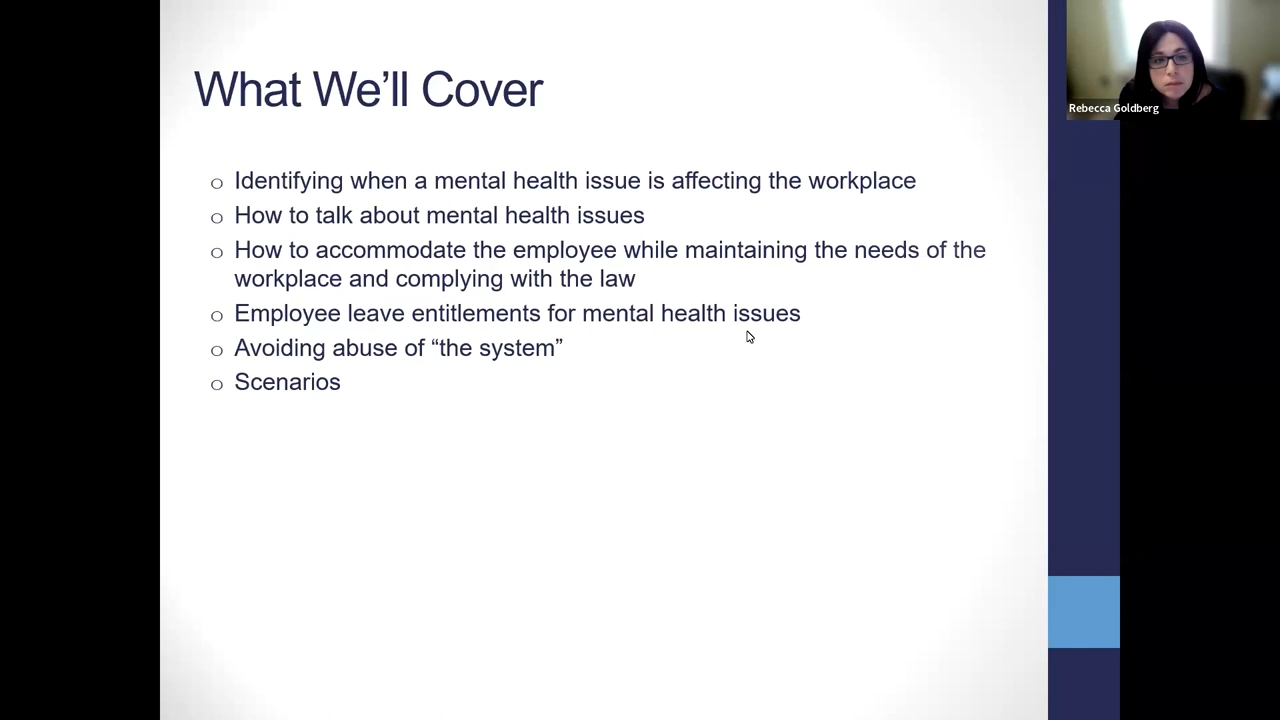 What We’ll Cover
Rebecca Goldberg
o Identifying when a mental health issue is affecting the workplace
o How to talk about mental health issues
o How to accommodate the employee while maintaining the needs of the
workplace and complying with the law
o Employee leave entitlements for mental health issues
o Avoiding abuse of “the system”
o Scenarios